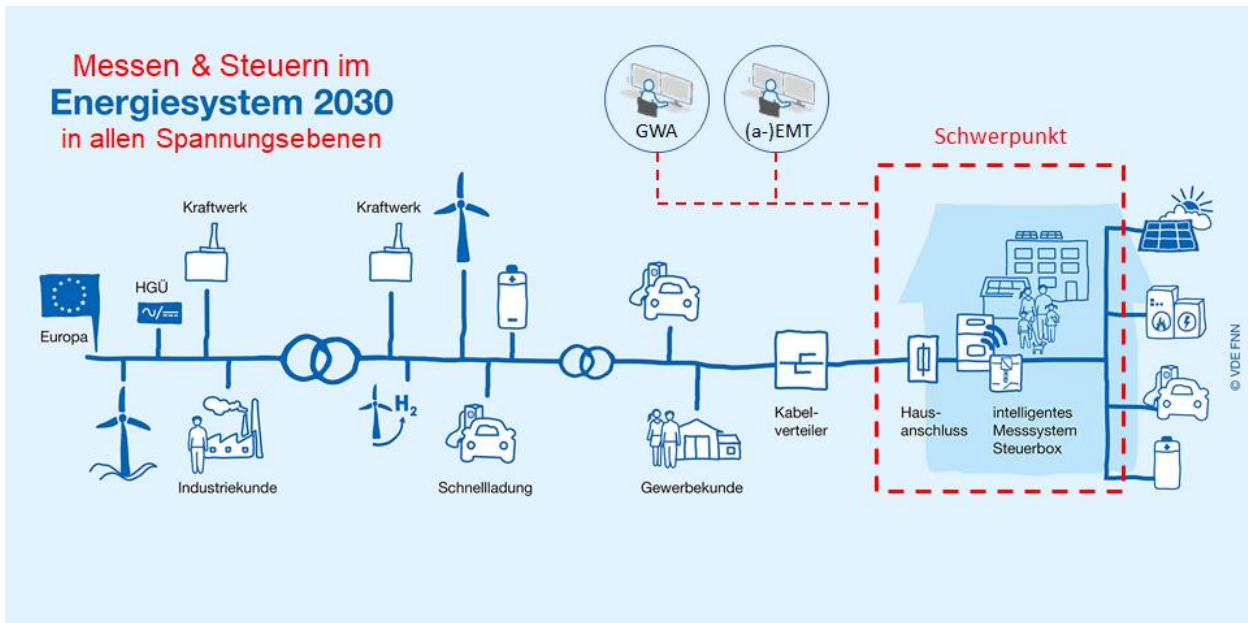 Messen & Steuern im
Energiesystem 2030
in allen Spannungsebenen
GWA
(a-)EMT
Schwerpunkt
Kraftwerk
Kraftwerk
HGÜ
Europa
H2
Industriekunde
Schnellladung
Gewerbekunde
Kabel-
verteiler
Haus-
anschluss
intelligentes
Messsystem
Steuerbox
© VDE FNN